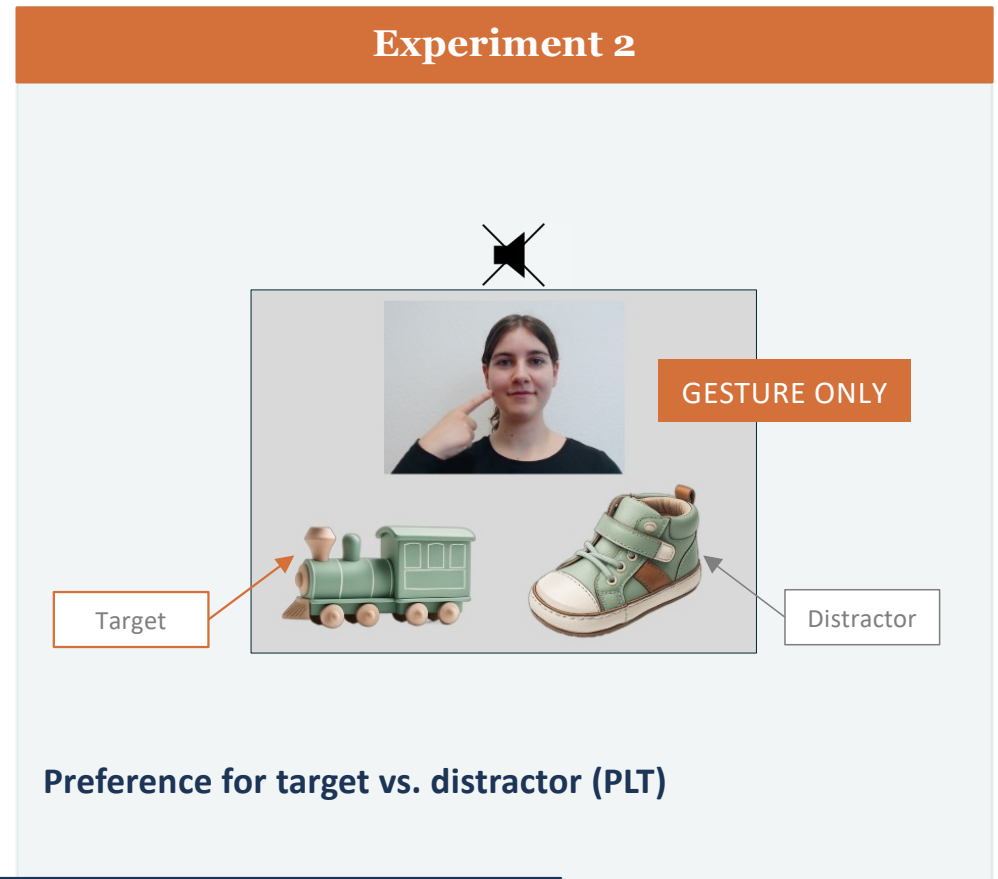 Experiment 2
GESTURE ONLY
Target
Distractor
Preference for target vs. distractor (PLT)